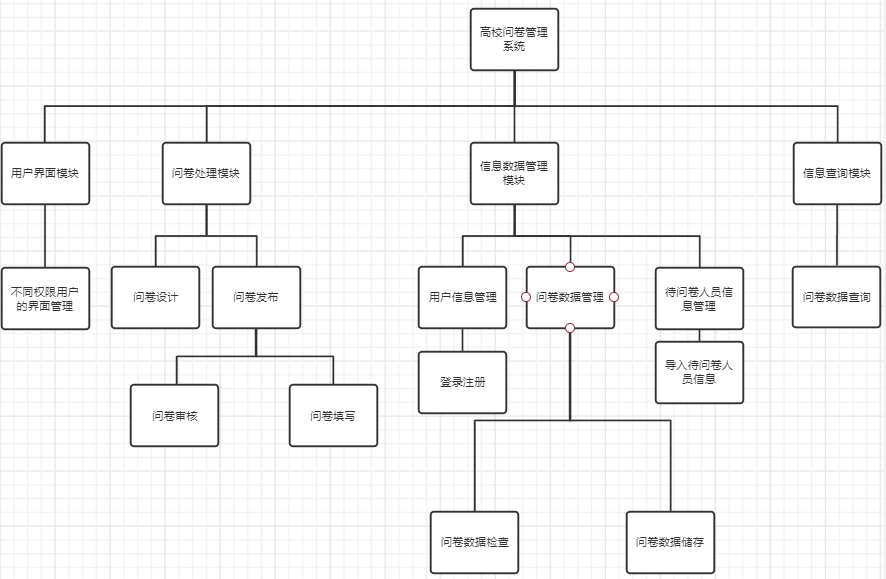 高校问卷管理
系统
用户界面模块
问卷处理模块
信息数据管理
模块
信息查询模块
不同权限用户
的界面管理
问卷设计
问卷发布
用户信息管理
问卷数据管理
待问卷人员信
息管理
问卷数据查询
登录注册
导入待问卷人
员信息
问卷审核
问卷填写
问卷数据检查
问卷数据储存